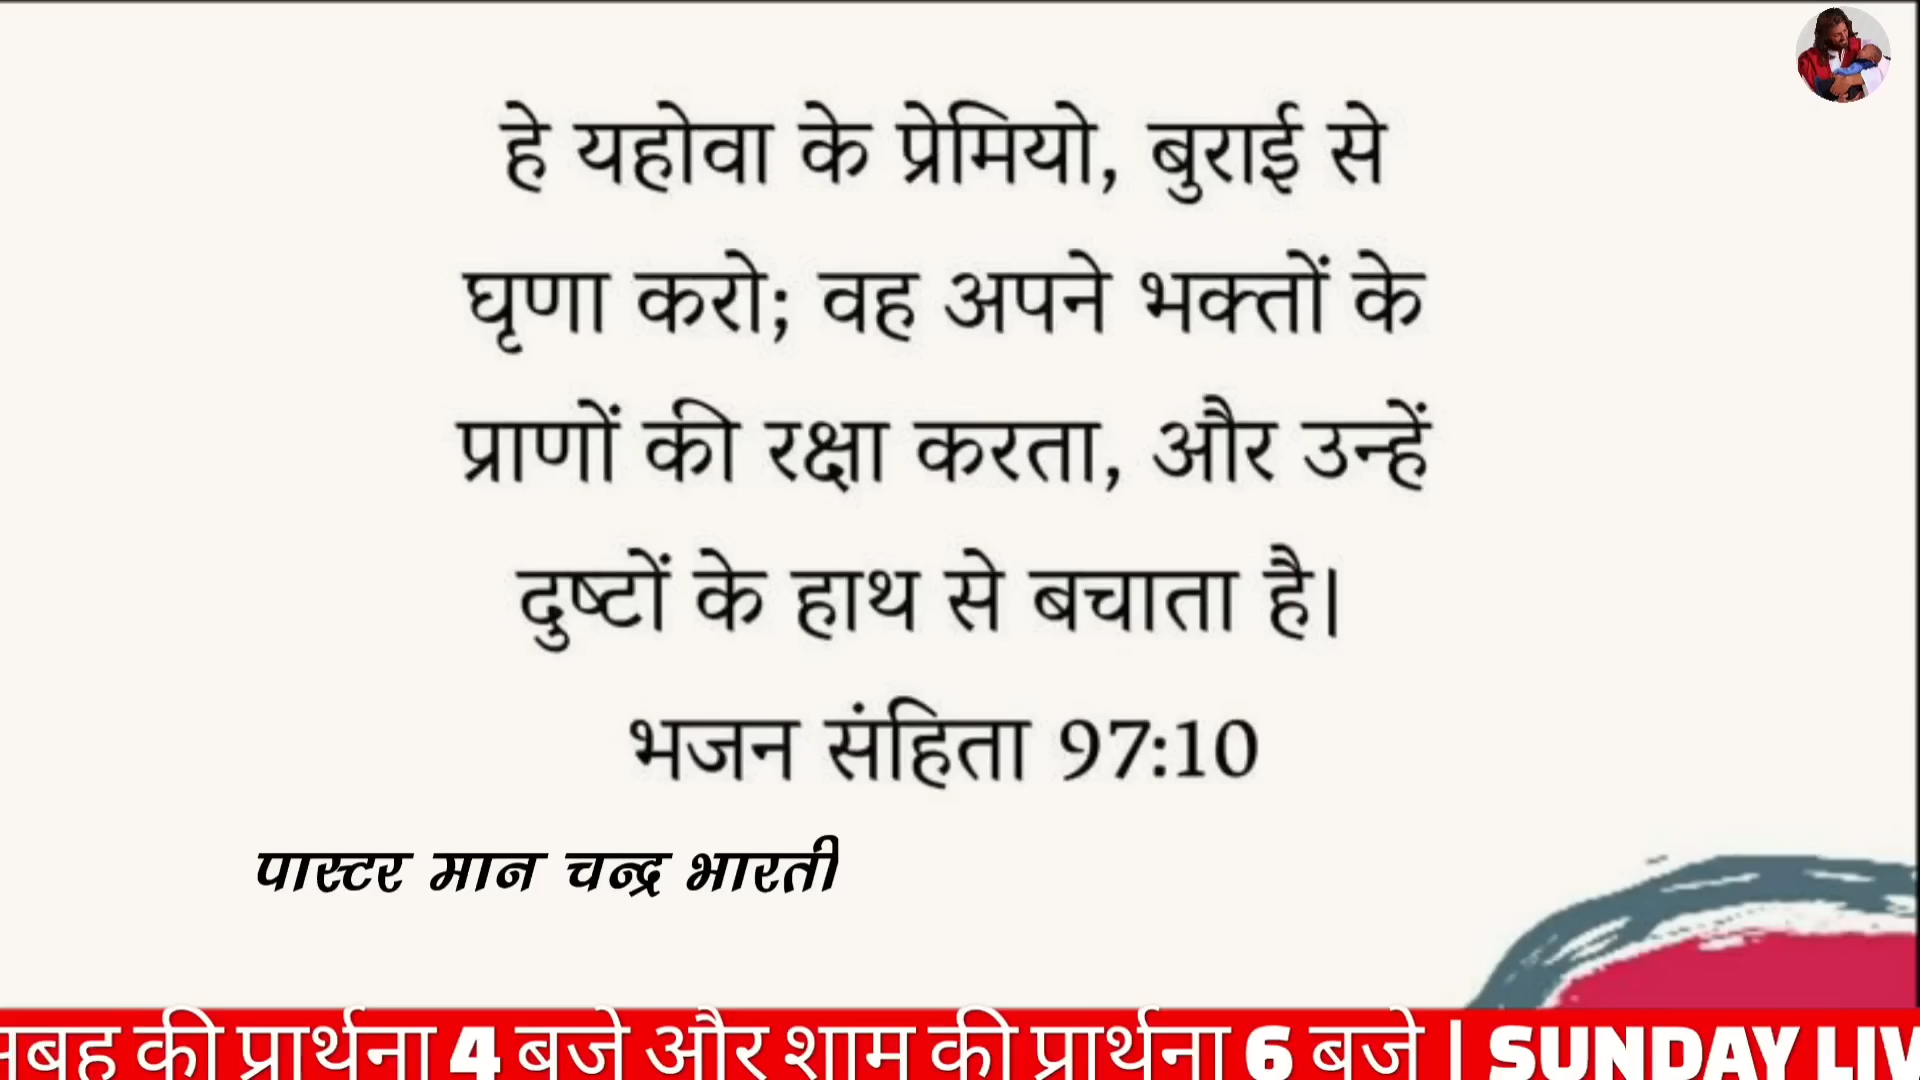 हे यहोवा के प्रेमियो, बुराई से
घृणा करो; वह अपने भक्तों के
प्राणों की रक्षा करता, और उन्हें
दुष्टों के हाथ से बचाता है।
भजन संहिता 97:10
पास्टर मान चन्द्र भारती
की प्रार्थना 4 बजे और शाम की प्रार्थना 6 बजे | SUNDAY